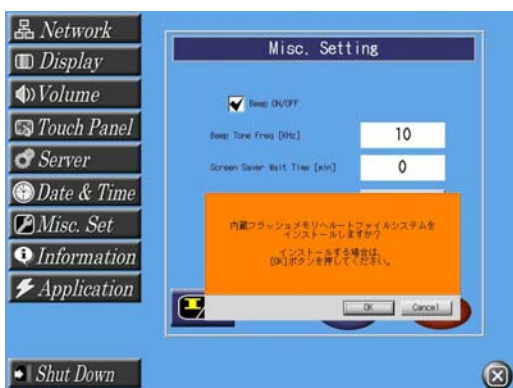 Network
Display
Volume
Touch Panel
Server
Date & Time
Misc. Set
Information
Application
Shut Down
Misc. Setting
Beep ON/OFF
Beep Tone Freq [KHz]
10
Screen Saver Wait Time [min]
0
内蔵フラッシュメモリへルートファイルシステムを
インストールしますか?
インストールする場合は、
[OK]ボタンを押してください。
OK
Cancel